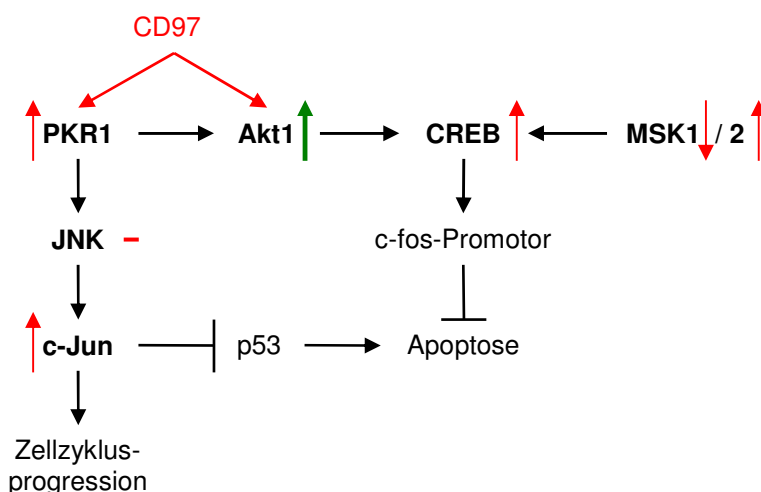 CD97
PKR1 Akt1 CREB MSK1 / 2
JNK – c-fos-Promotor
c-Jun p53 Apoptose
Zellzyklus-
progression